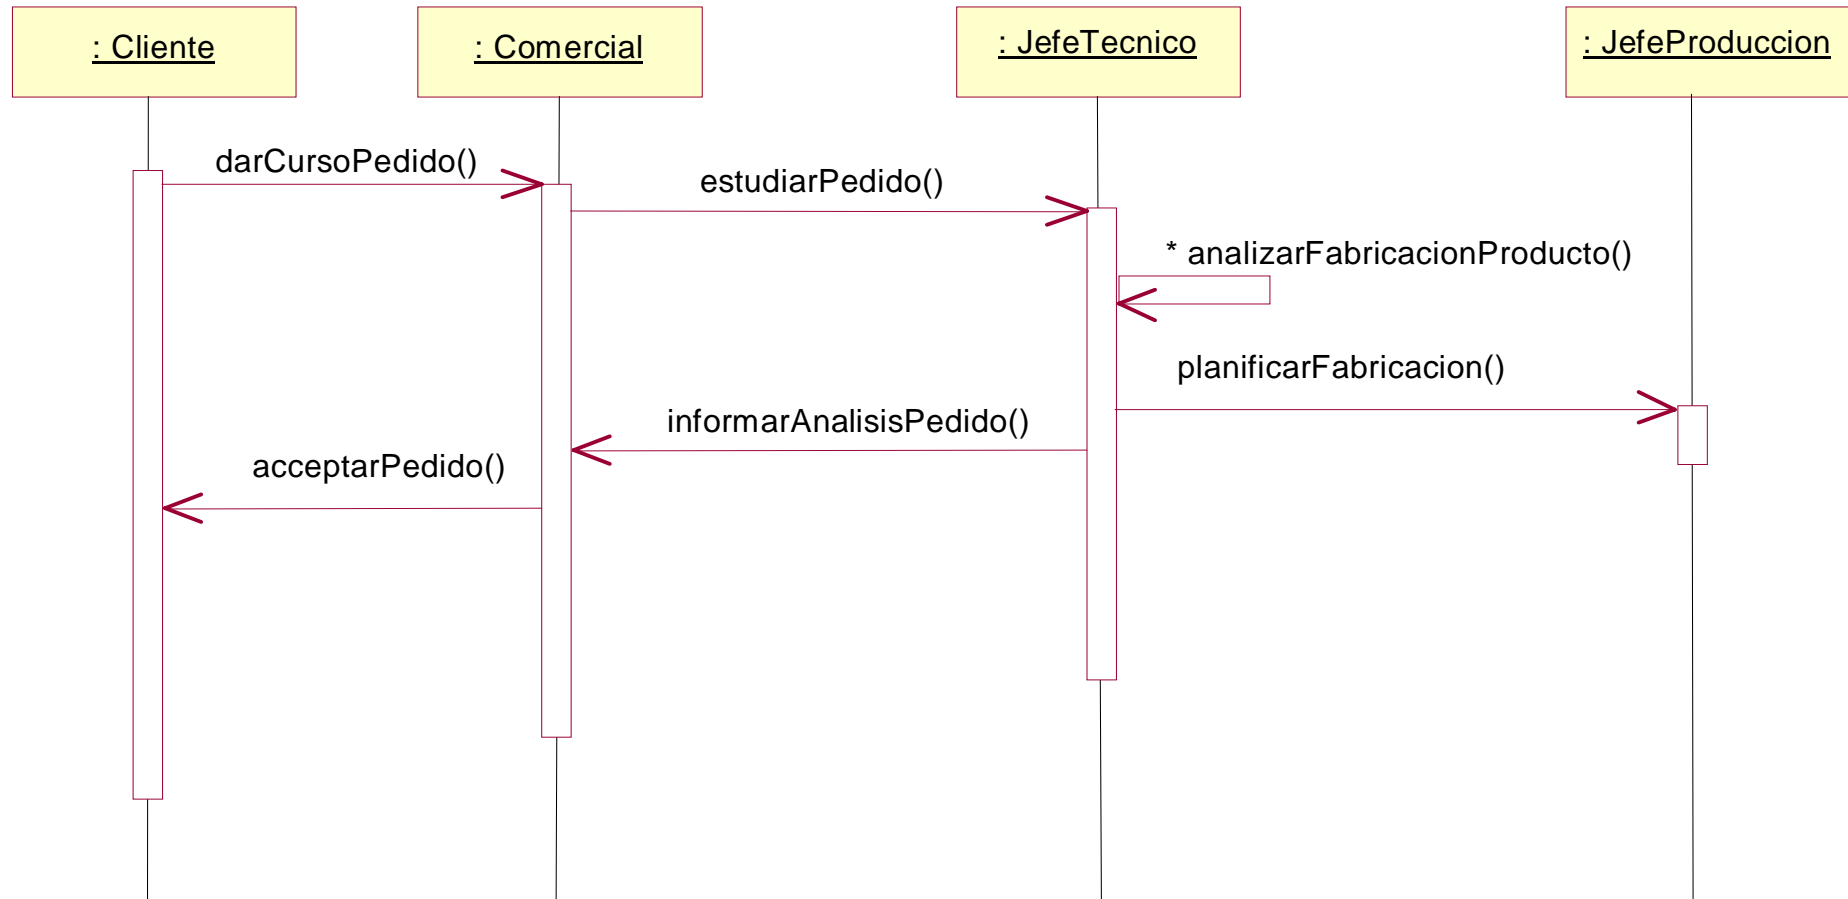 : Cliente
: Comercial
: JefeTecnico
: JefeProduccion
darCursoPedido()
estudiarPedido()
* analizarFabricacionProducto()
planificarFabricacion()
informarAnalisisPedido()
acceptarPedido()